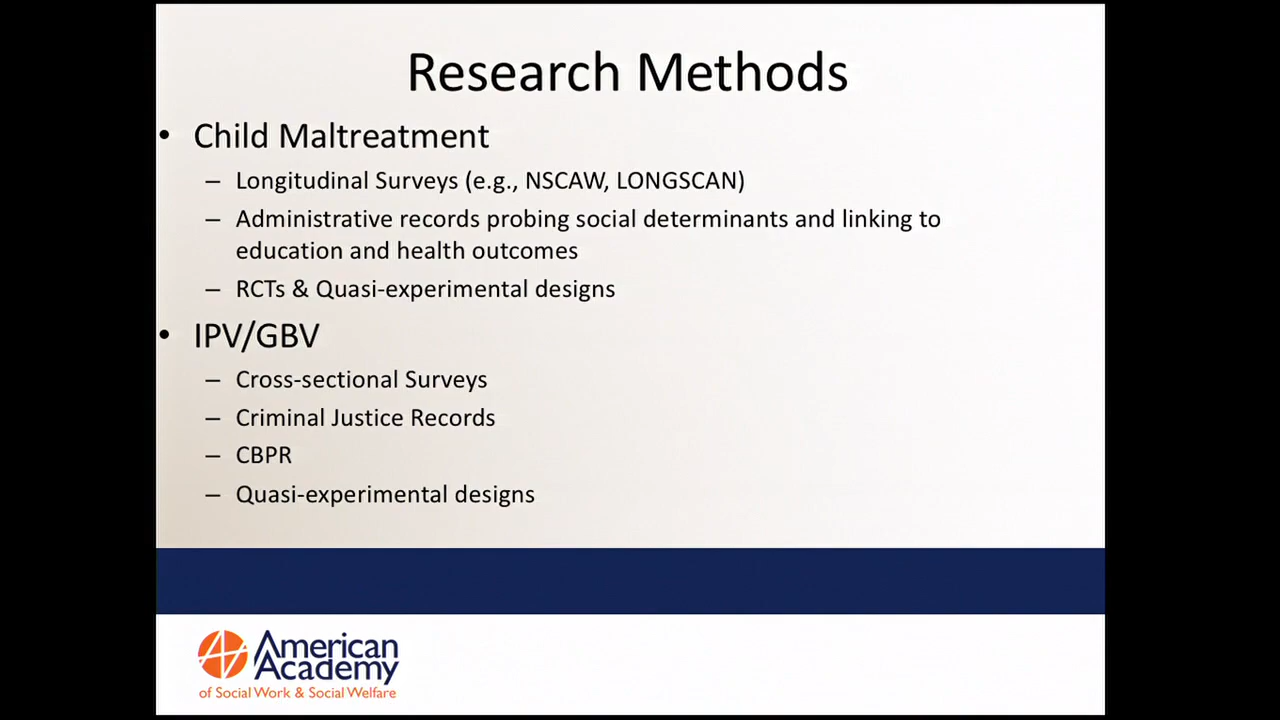 Research Methods
• Child Maltreatment
– Longitudinal Surveys (e.g., NSCAW, LONGSCAN)
– Administrative records probing social determinants and linking to
education and health outcomes
– RCTs & Quasi-experimental designs
• IPV/GBV
– Cross-sectional Surveys
– Criminal Justice Records
– CBPR
– Quasi-experimental designs
American
Academy
of Social Work & Social Welfare